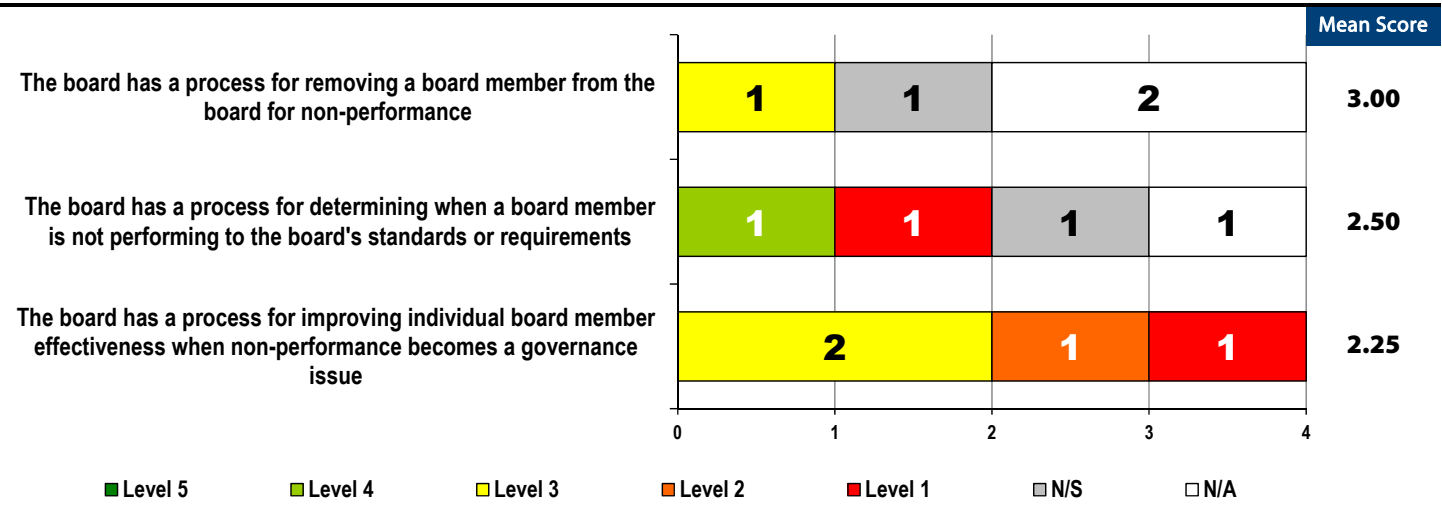 Mean Score
The board has a process for removing a board member from the
board for non-performance
1 1 2 3.00
The board has a process for determining when a board member
is not performing to the board's standards or requirements
1 1 1 1 2.50
The board has a process for improving individual board member
effectiveness when non-performance becomes a governance
issue
2 1 1 2.25
0 1 2 3 4
Level 5 Level 4 Level 3 Level 2 Level 1 N/S N/A